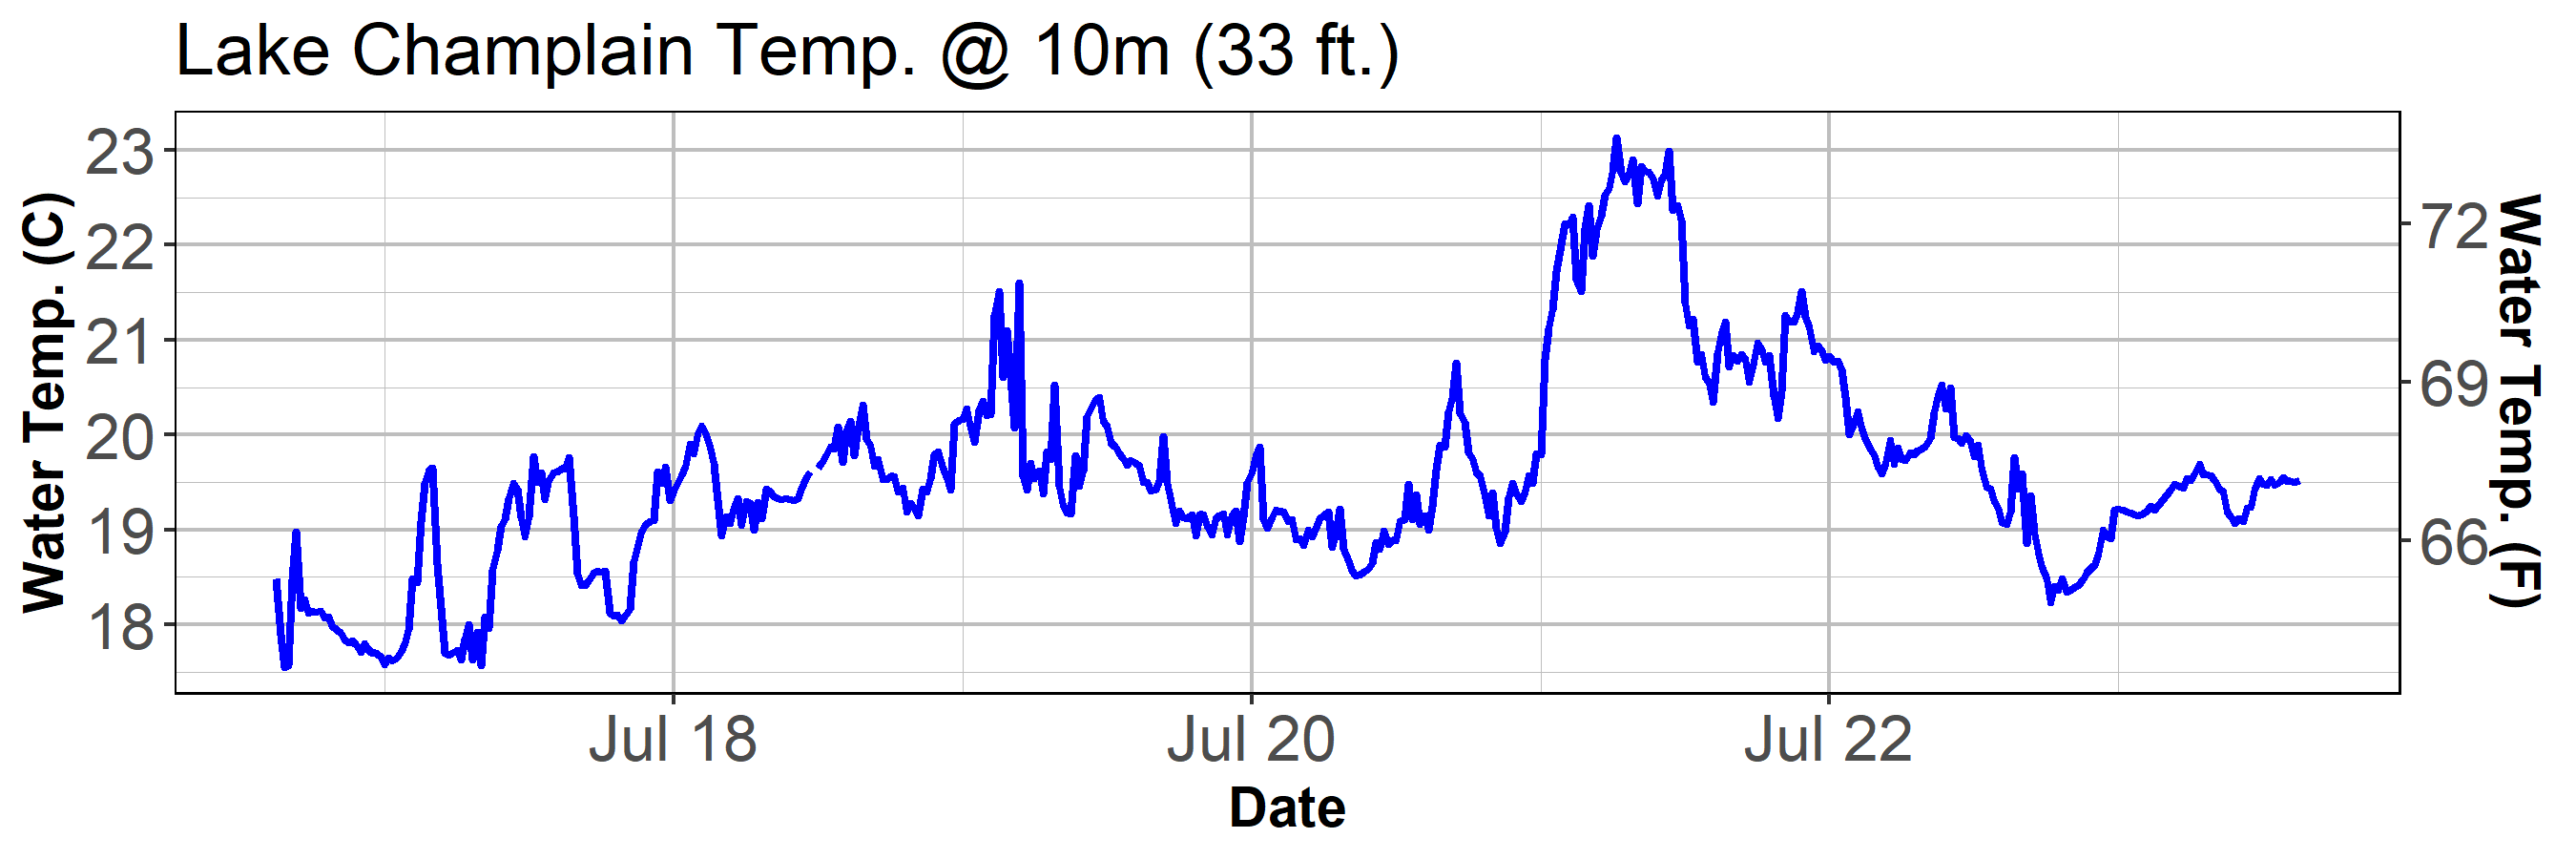 Lake Champlain Temp. @ 10m (33 ft.)
Water Temp. (C)
23
22
21
20
19
18
72
69
66
Water Temp. (F)
Jul 18
Jul 20
Jul 22
Date